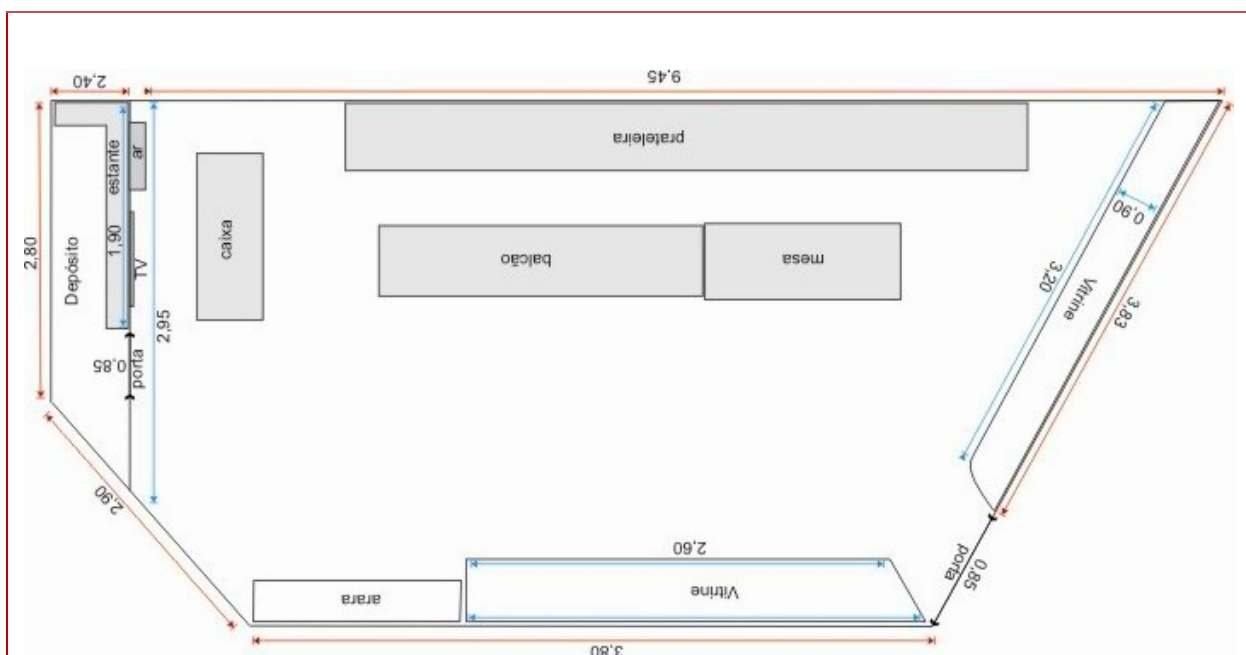 2,40
9,45
prateleira
estante
ar
caixa
1,90
Depósito
2,80
TV
2,95
balcão
mesa
0,90
3,20
Vitrine
3,83
0,85
porta
2,90
2,60
Vitrine
arara
porta
0,85
3,80